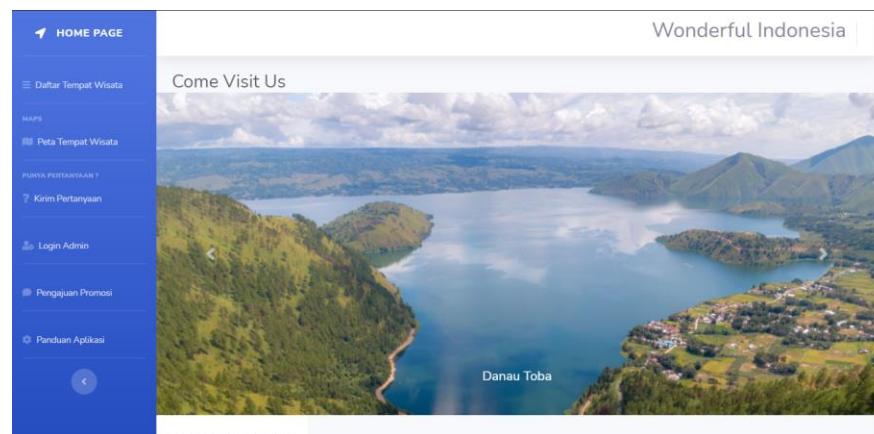 HOME PAGE
Wonderful Indonesia
Daftar Tempat Wisata
Come Visit Us
MAPS
Peta Tempat Wisata
PUNYA PERTANYAAN ?
Kirim Pertanyaan
Login Admin
Pengajuan Promosi
Panduan Aplikasi
Danau Toba